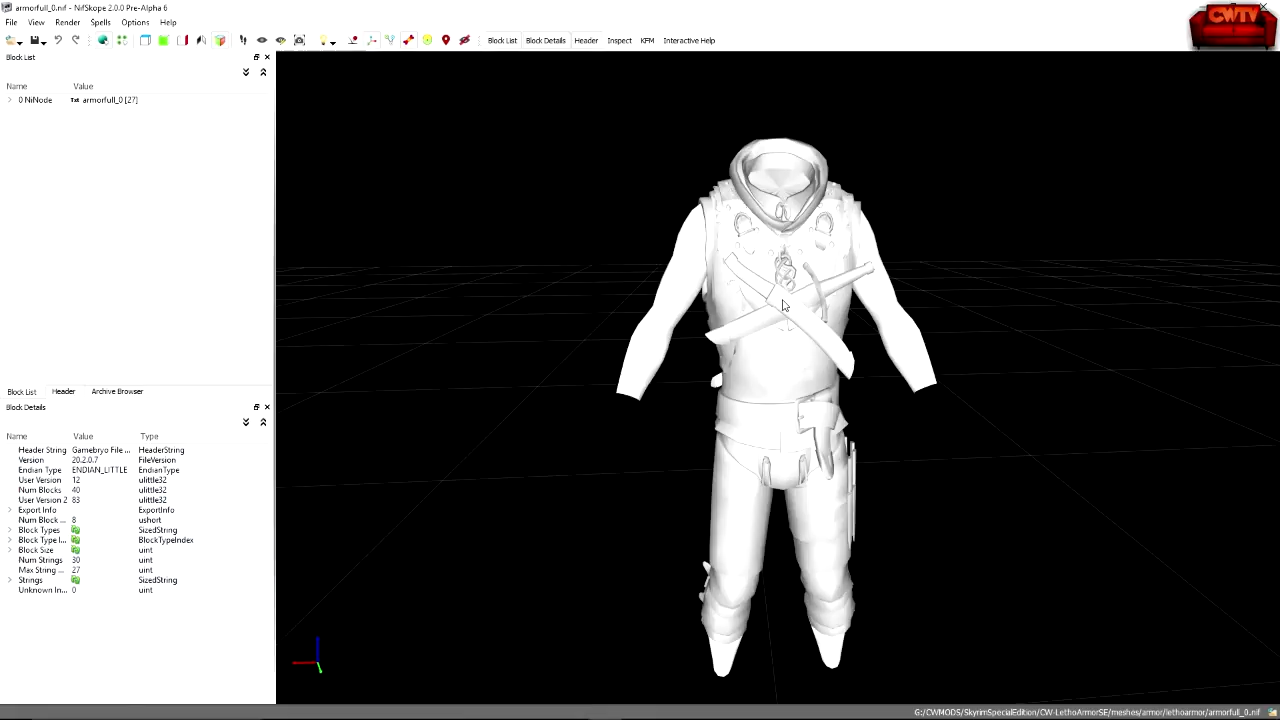 armorfull_0.nif - NifSkope 2.0.0 Pre-Alpha 6
File View Render Spells Options Help
CWTV
Block List Block Details Header Inspect KFM Interactive Help
Block List
Name Value
0 NiNode Txt armorfull_0 [27]
Block List Header Archive Browser
Block Details
Name Value Type
Header String Gamebryo File ... HeaderString
Version 20.2.0.7 FileVersion
Endian Type ENDIAN_LITTLE EndianType
User Version 12 ulittle32
Num Blocks 40 ulittle32
User Version 2 83 ulittle32
Export Info ExportInfo
Num Block ... 8 ushort
Block Types SizedString
Block Type I... BlockTypeIndex
Block Size uint
Num Strings 30 uint
Max String ... 27 uint
Strings SizedString
Unknown In... 0 uint
G:/CWMODS/SkyrimSpecialEdition/CW-LethoArmorSE/meshes/armor/lethoarmor/armorfull_0.nif